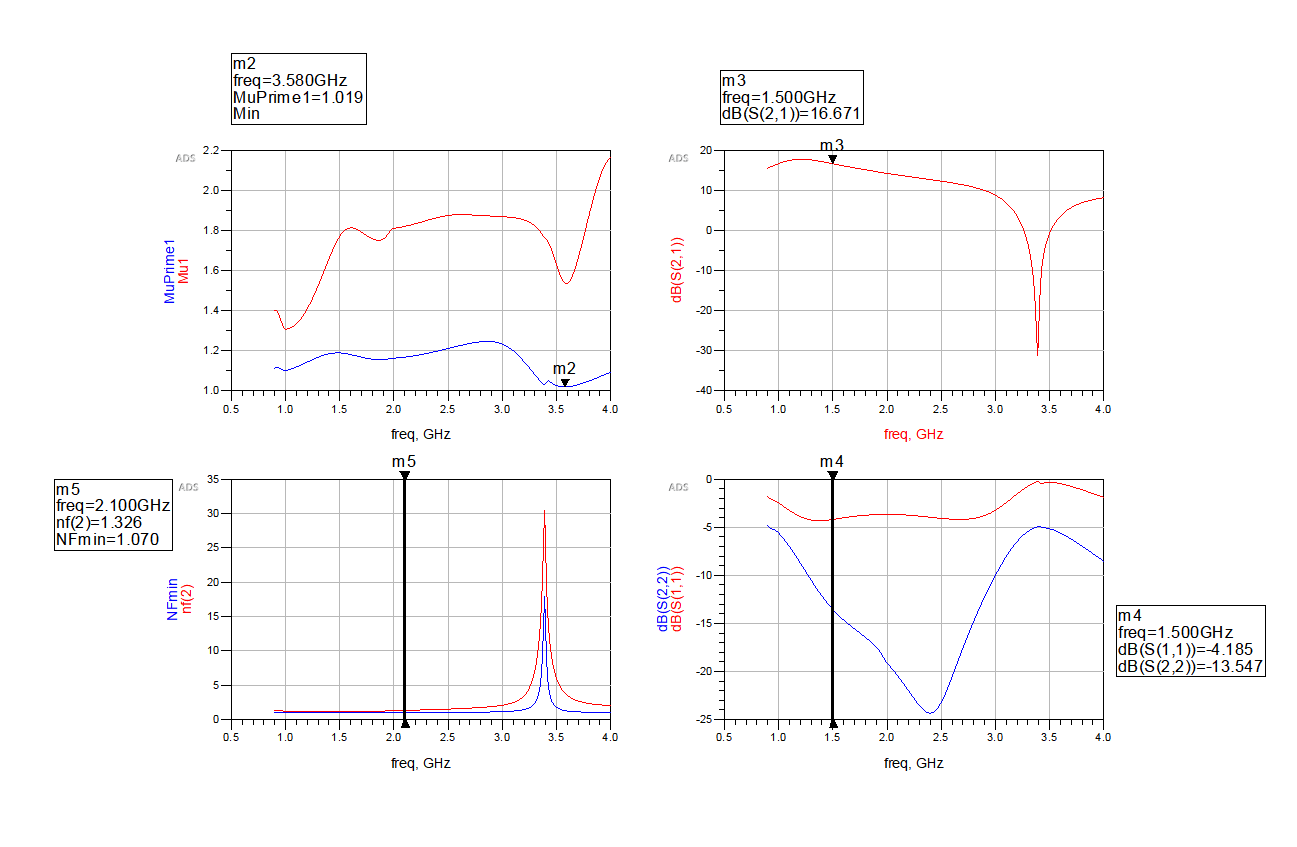 m2
freq=3.580GHz
MuPrime1=1.019
Min
m3
freq=1.500GHz
dB(S(2,1))=16.671
ADS
2.2
2.0
1.8
1.6
1.4
1.2
1.0
MuPrime1
Mu1
m2
0.5
1.0
1.5
2.0
2.5
3.0
3.5
4.0
freq, GHz
ADS
m3
20
10
0
-10
-20
-30
-40
dB(S(2,1))
0.5
1.0
1.5
2.0
2.5
3.0
3.5
4.0
freq, GHz
m5
freq=2.100GHz
nf(2)=1.326
NFmin=1.070
ADS
m5
35
30
25
20
15
10
5
0
NFmin
nf(2)
0.5
1.0
1.5
2.0
2.5
3.0
3.5
4.0
freq, GHz
ADS
m4
0
-5
-10
-15
-20
-25
dB(S(2,2))
dB(S(1,1))
0.5
1.0
1.5
2.0
2.5
3.0
3.5
4.0
freq, GHz
m4
freq=1.500GHz
dB(S(1,1))=-4.185
dB(S(2,2))=-13.547